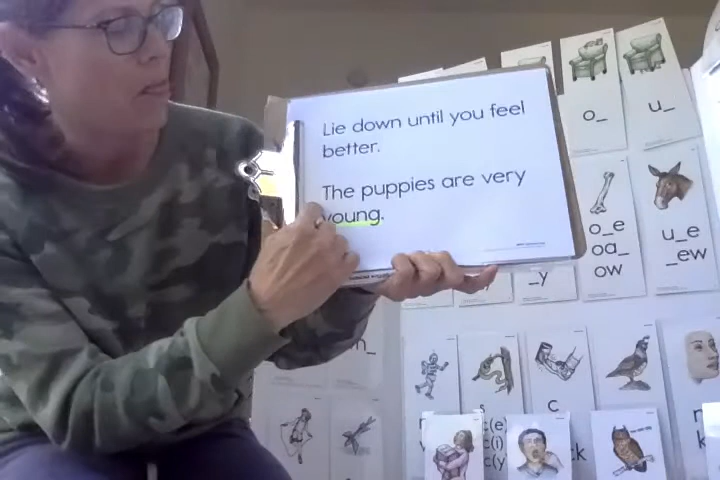 Lie down until you feel
better.
The puppies are very
young.
o_
u_
o_e
oa_
ow
u_e
_ew
_y
c